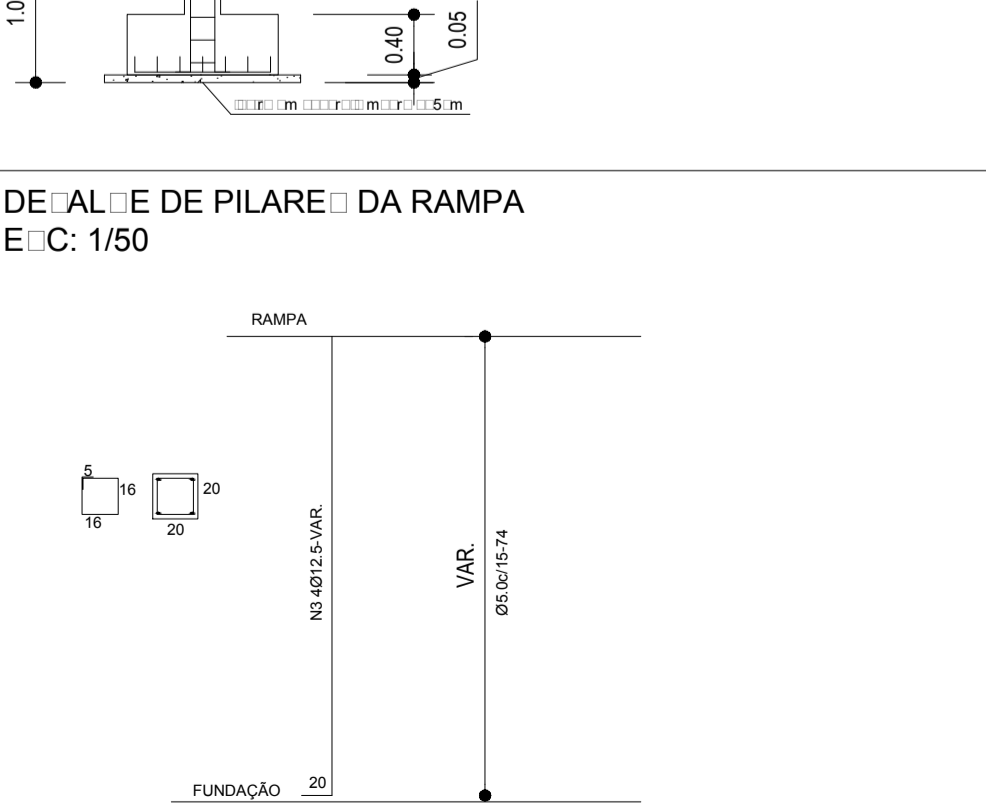 1.0
0.40
0.05
DE□AL□E DE PILARE□ DA RAMPA
E□C: 1/50
RAMPA
5
16
16
20
20
N3 4Ø12.5-VAR.
VAR.
Ø5.0c/15-74
FUNDAÇÃO
20